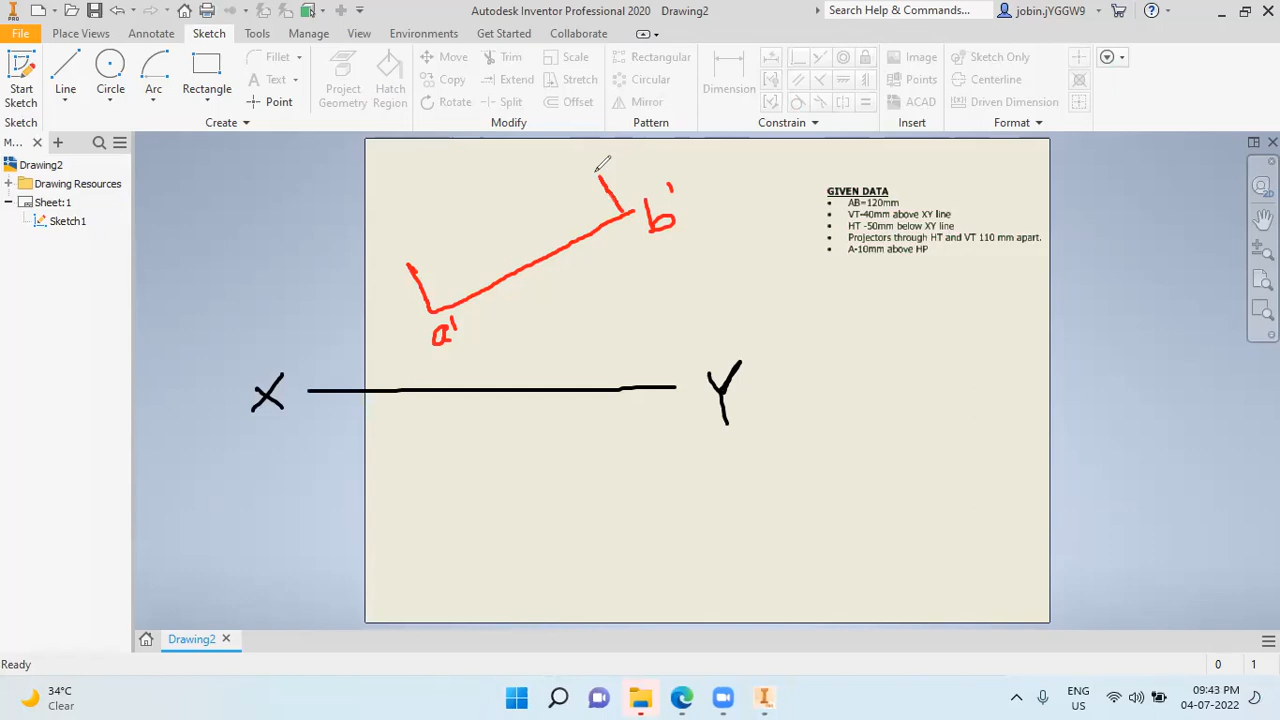 Autodesk Inventor Professional 2020 Drawing2
Search Help & Commands...
jobin.jYGGW9
File Place Views Annotate Sketch Tools Manage View Environments Get Started Collaborate
Start Sketch
Line
Circle
Arc
Rectangle
Fillet
Text
Point
Project Geometry
Hatch Region
Move Trim Scale
Copy Extend Stretch
Rotate Split Offset
Rectangular
Circular
Mirror
Dimension
Image
Points
ACAD
Sketch Only
Centerline
Driven Dimension
Sketch Create Modify Pattern Constrain Insert Format
M...
Drawing2
Drawing Resources
Sheet:1
Sketch1
GIVEN DATA
• AB=120mm
• VT-40mm above XY line
• HT -50mm below XY line
• Projectors through HT and VT 110 mm apart.
• A-10mm above HP
b'
a'
X Y
Drawing2
Ready 0 1
34°C
Clear
ENG
US
09:43 PM
04-07-2022